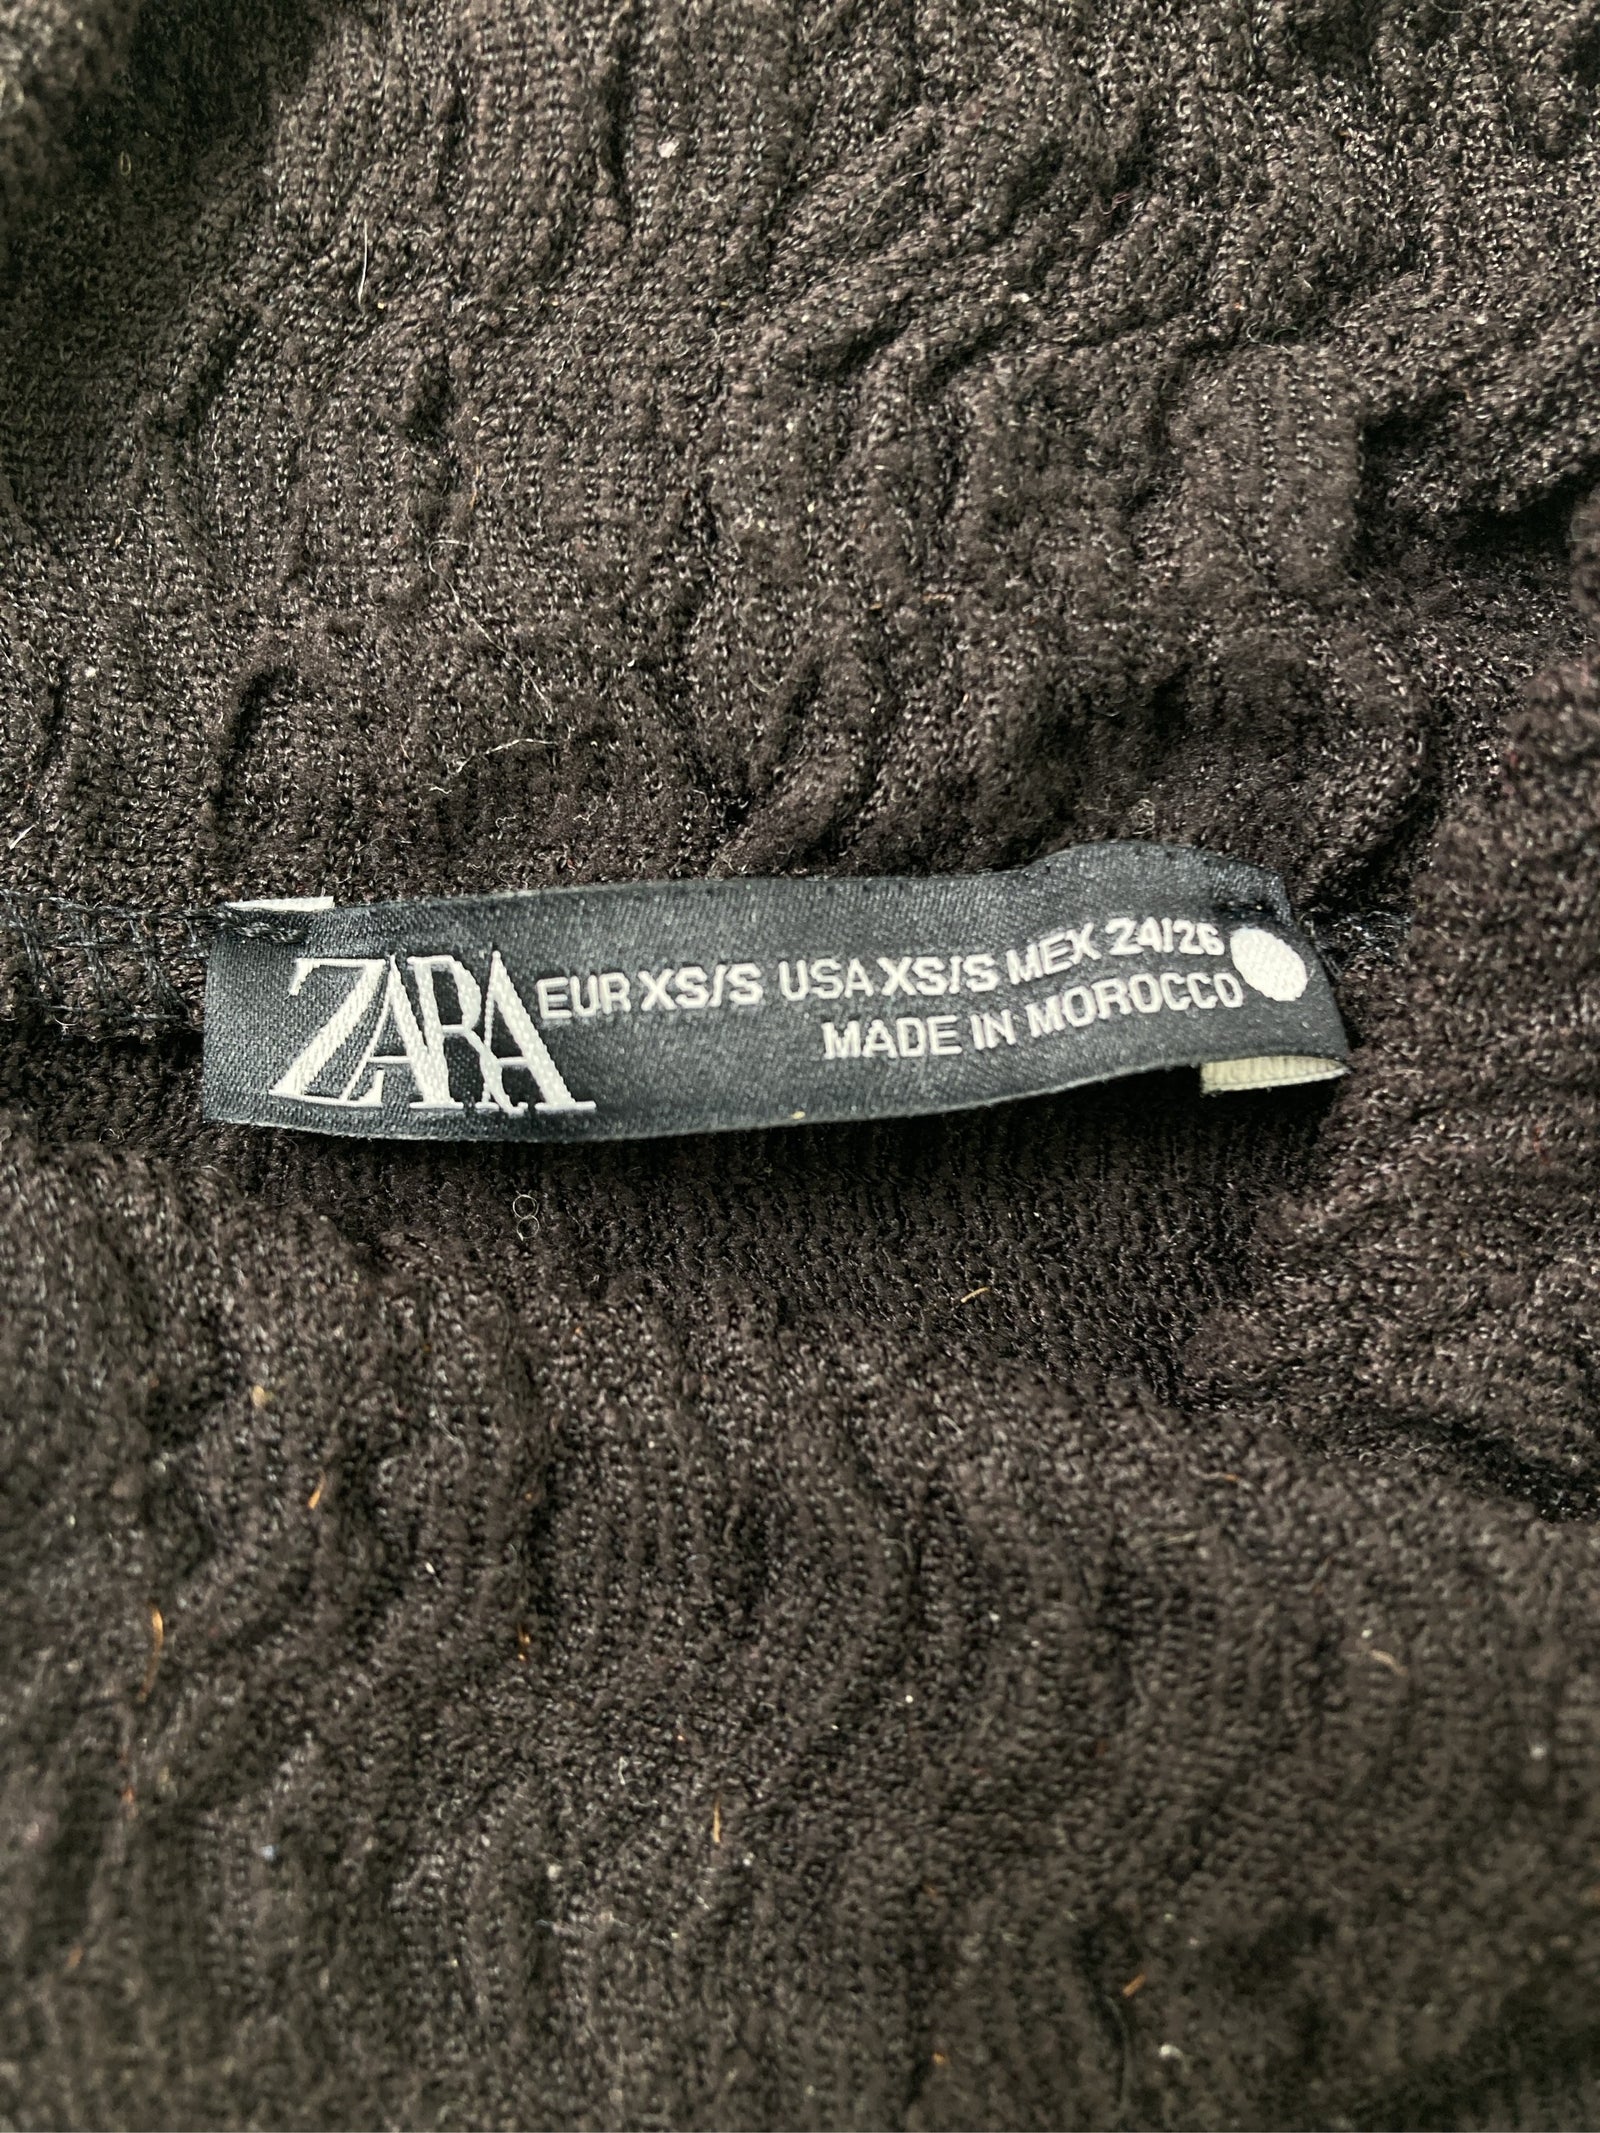 ZARA
EUR XS/S USA XS/S MEX 24/26
MADE IN MOROCCO